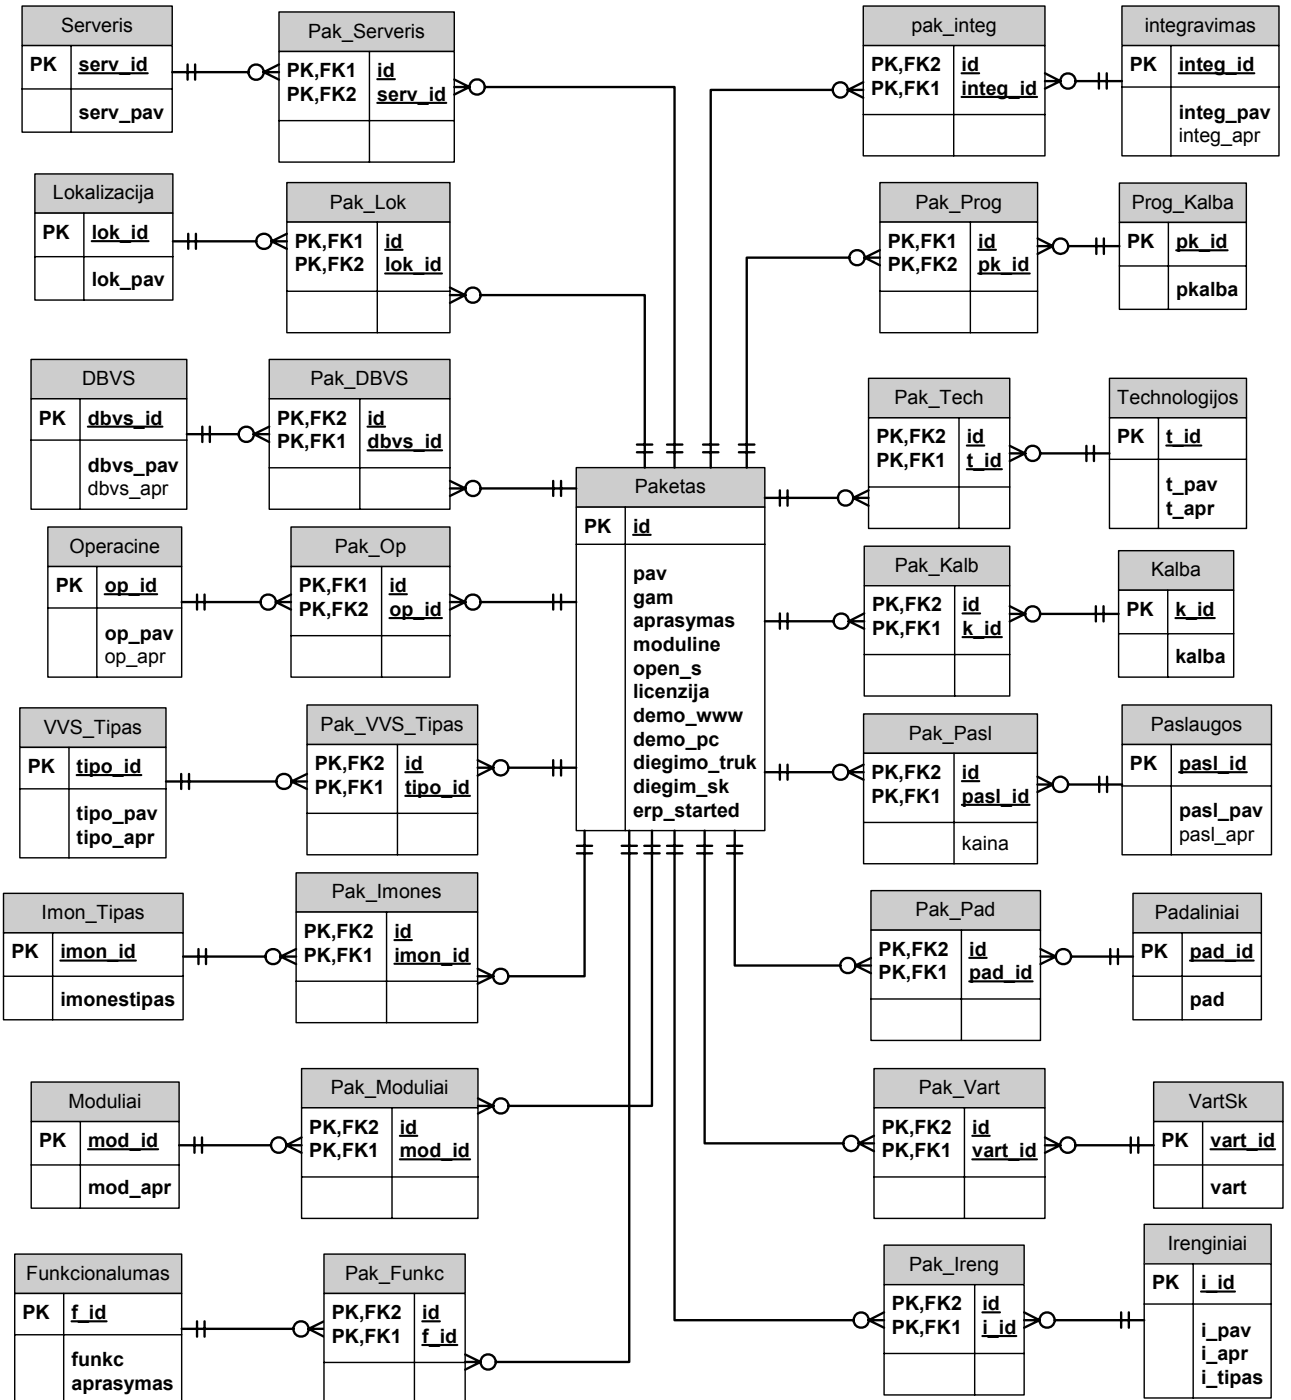 Serveris
PK serv_id
serv_pav
Pak_Serveris
PK,FK1 id
PK,FK2 serv_id
pak_integ
PK,FK2 id
PK,FK1 integ_id
integravimas
PK integ_id
integ_pav
integ_apr
Lokalizacija
PK lok_id
lok_pav
Pak_Lok
PK,FK1 id
PK,FK2 lok_id
Pak_Prog
PK,FK1 id
PK,FK2 pk_id
Prog_Kalba
PK pk_id
pkalba
DBVS
PK dbvs_id
dbvs_pav
dbvs_apr
Pak_DBVS
PK,FK2 id
PK,FK1 dbvs_id
Pak_Tech
PK,FK2 id
PK,FK1 t_id
Technologijos
PK t_id
t_pav
t_apr
Paketas
PK id
pav
gam
aprasymas
moduline
open_s
licenzija
demo_www
demo_pc
diegimo_truk
diegim_sk
erp_started
Operacine
PK op_id
op_pav
op_apr
Pak_Op
PK,FK1 id
PK,FK2 op_id
Pak_Kalb
PK,FK2 id
PK,FK1 k_id
Kalba
PK k_id
kalba
VVS_Tipas
PK tipo_id
tipo_pav
tipo_apr
Pak_VVS_Tipas
PK,FK2 id
PK,FK1 tipo_id
Pak_Pasl
PK,FK2 id
PK,FK1 pasl_id
kaina
Paslaugos
PK pasl_id
pasl_pav
pasl_apr
Imon_Tipas
PK imon_id
imonestipas
Pak_Imones
PK,FK2 id
PK,FK1 imon_id
Pak_Pad
PK,FK2 id
PK,FK1 pad_id
Padaliniai
PK pad_id
pad
Moduliai
PK mod_id
mod_apr
Pak_Moduliai
PK,FK2 id
PK,FK1 mod_id
Pak_Vart
PK,FK2 id
PK,FK1 vart_id
VartSk
PK vart_id
vart
Funkcionalumas
PK f_id
funkc
aprasymas
Pak_Funkc
PK,FK2 id
PK,FK1 f_id
Pak_Ireng
PK,FK2 id
PK,FK1 i_id
Irenginiai
PK i_id
i_pav
i_apr
i_tipas